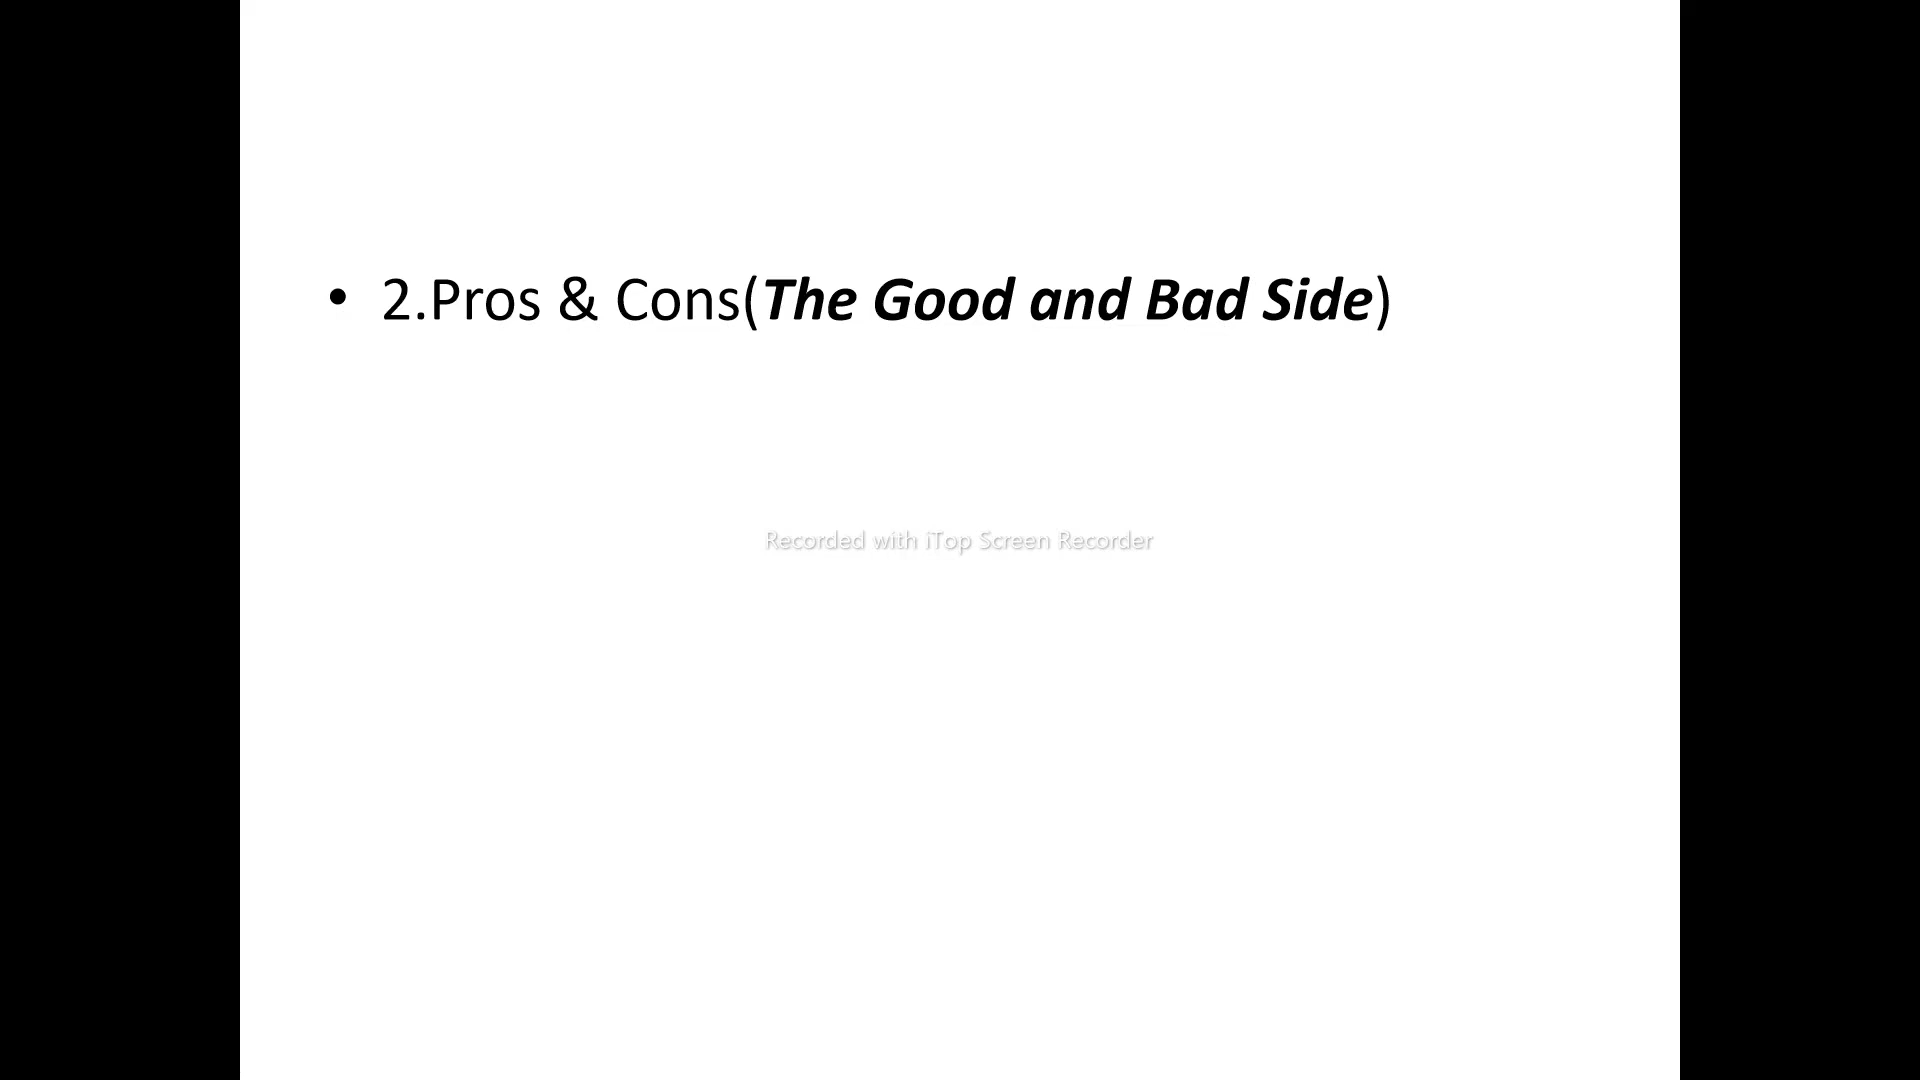 • 2.Pros & Cons(The Good and Bad Side)
Recorded with iTop Screen Recorder